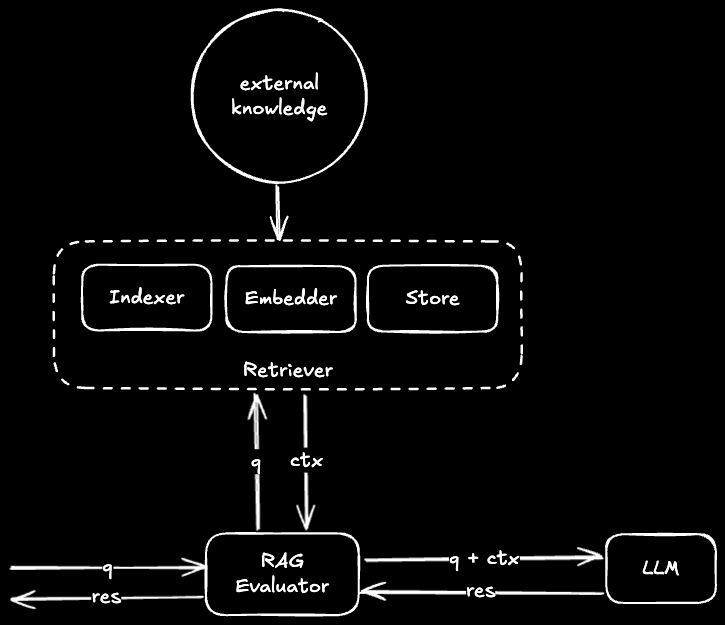 external
knowledge
Indexer
Embedder
Store
Retriever
q
ctx
RAG
Evaluator
q
res
q + ctx
res
LLM